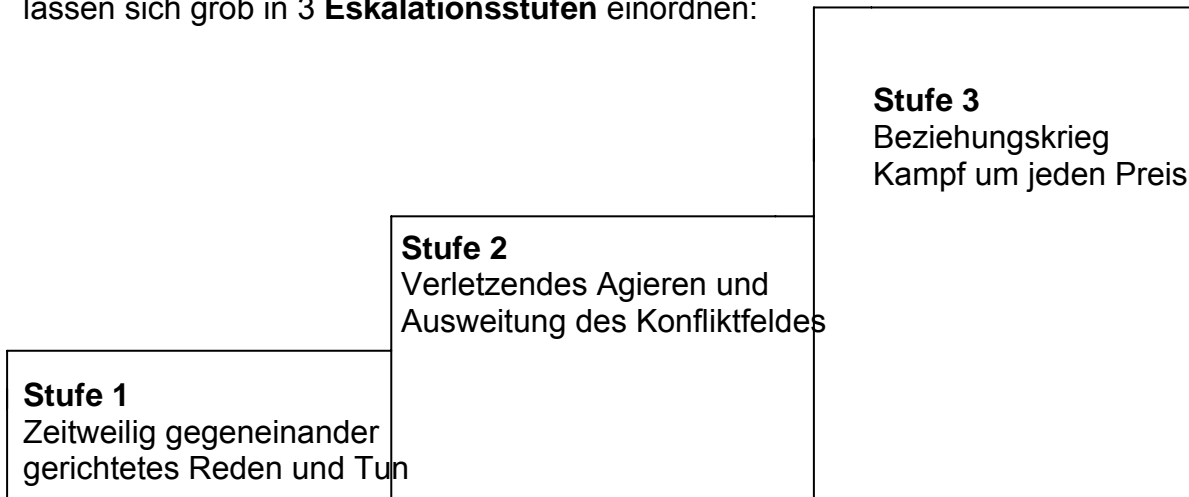 lassen sich grob in 3 Eskalationsstufen einordnen:
Stufe 3
Beziehungskrieg
Kampf um jeden Preis
Stufe 2
Verletzendes Agieren und
Ausweitung des Konfliktfeldes
Stufe 1
Zeitweilig gegeneinander
gerichtetes Reden und Tun